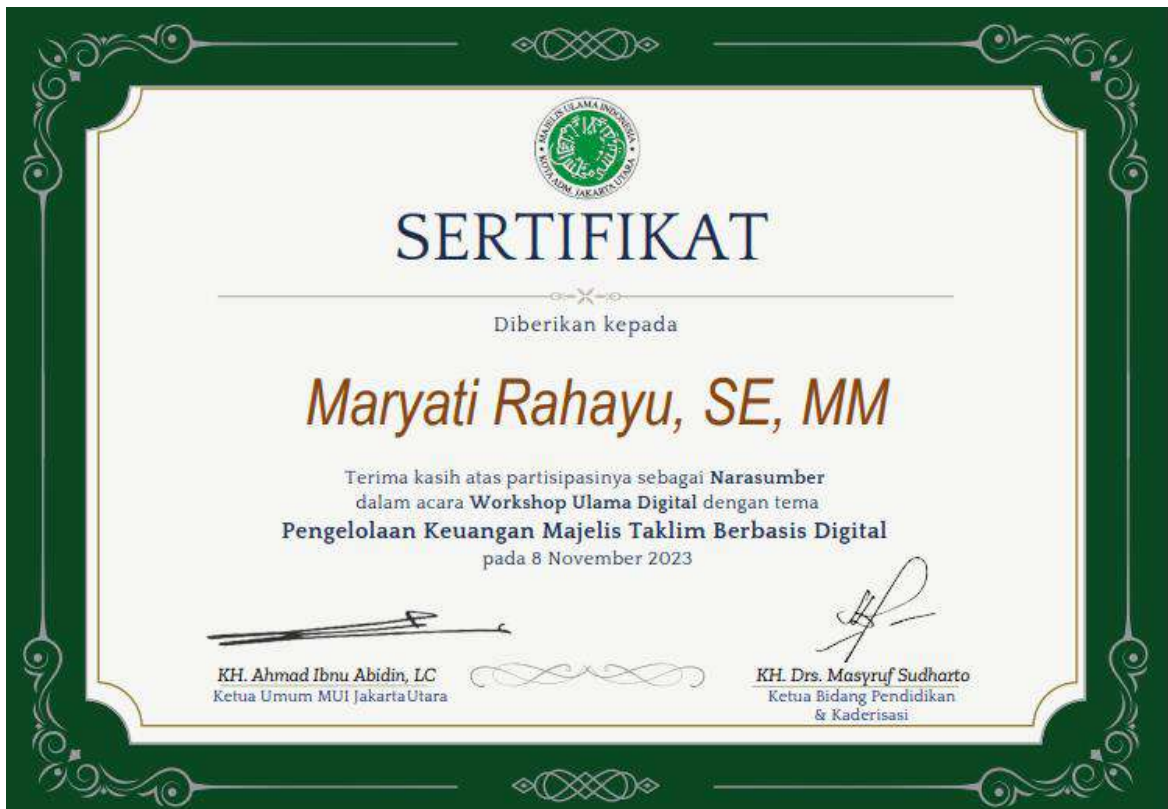 MAJELIS ULAMA INDONESIA
KOTA ADM. JAKARTA UTARA
SERTIFIKAT
Diberikan kepada
Maryati Rahayu, SE, MM
Terima kasih atas partisipasinya sebagai Narasumber
dalam acara Workshop Ulama Digital dengan tema
Pengelolaan Keuangan Majelis Taklim Berbasis Digital
pada 8 November 2023
KH. Ahmad Ibnu Abidin, LC
Ketua Umum MUI Jakarta Utara
KH. Drs. Masyruf Sudharto
Ketua Bidang Pendidikan
& Kaderisasi